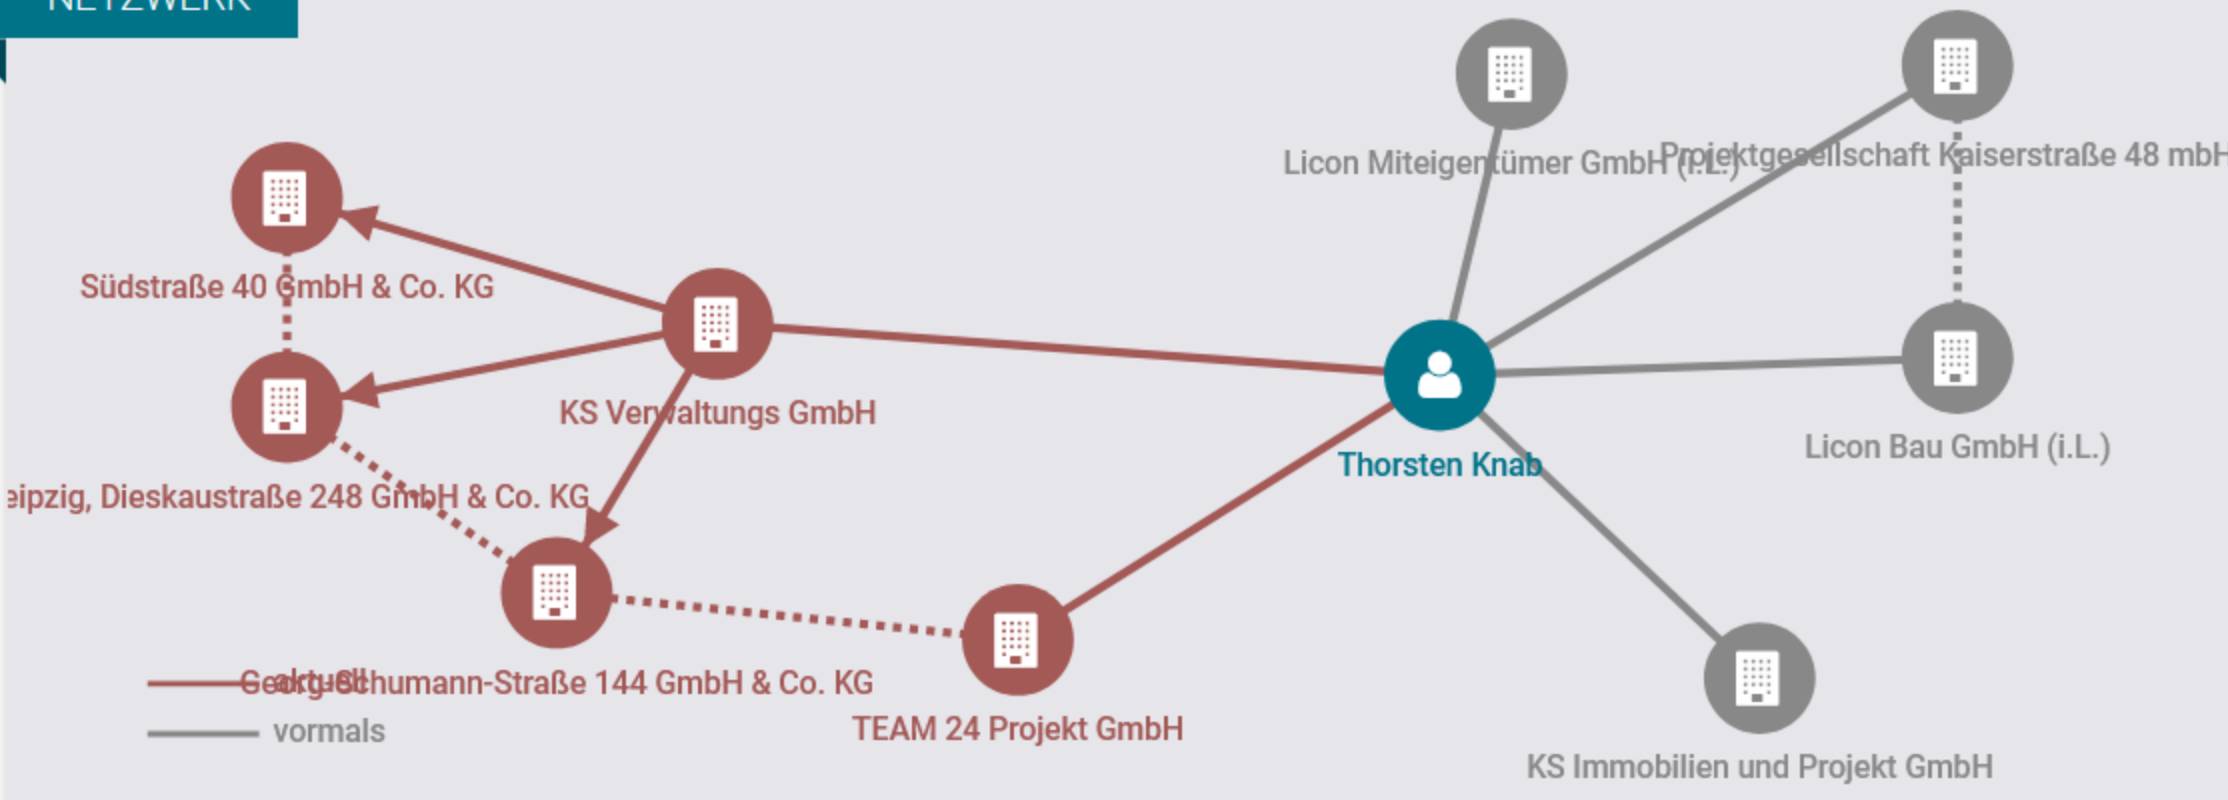 NETZWERK
Licon Miteigentümer GmbH (i.L.)
Projektgesellschaft Kaiserstraße 48 mbH
Südstraße 40 GmbH & Co. KG
KS Verwaltungs GmbH
Licon Bau GmbH (i.L.)
Thorsten Knab
eipzig, Dieskaustraße 248 GmbH & Co. KG
aktuell
Georg-Schumann-Straße 144 GmbH & Co. KG
TEAM 24 Projekt GmbH
vormals
KS Immobilien und Projekt GmbH